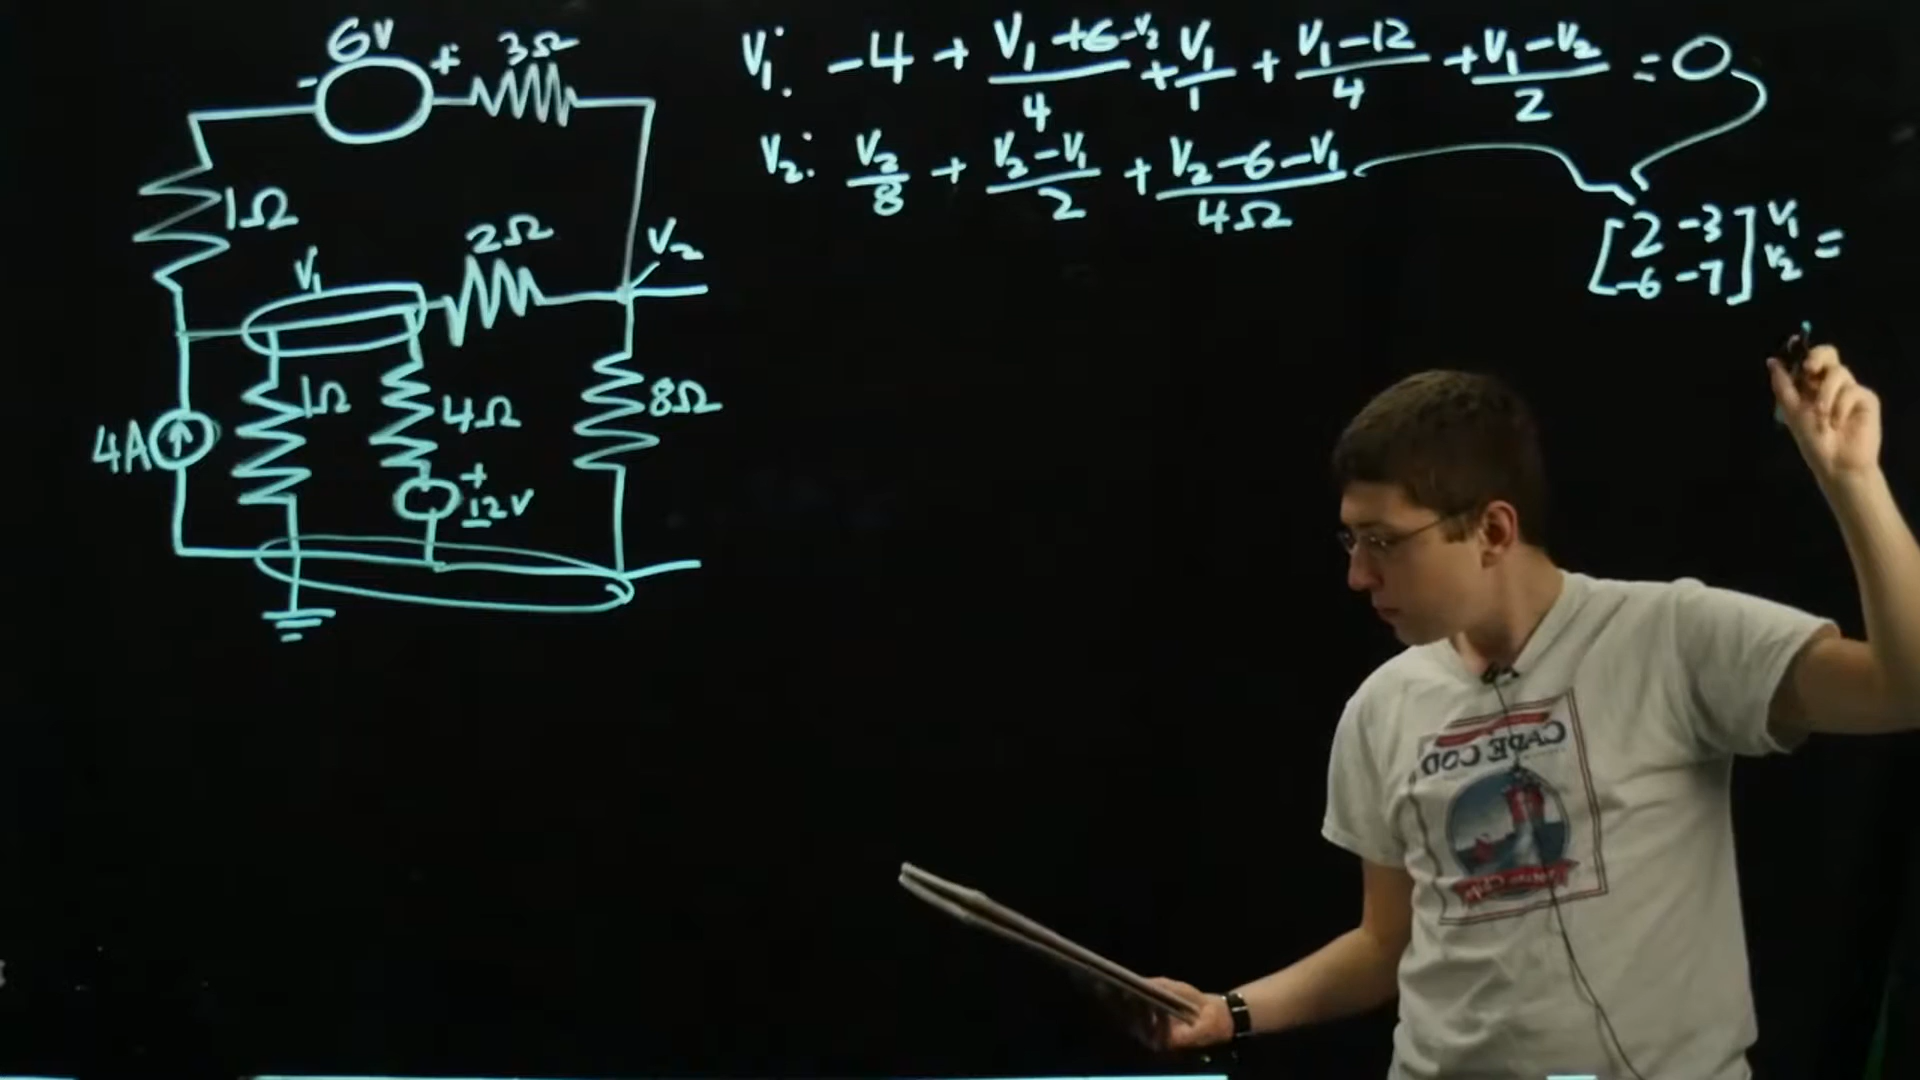 6V
- +
3Ω
1Ω
V₁
2Ω
V₂
4A
1Ω
4Ω
8Ω
+
12V
V₁: -4 + (V₁ +6-V₂)/4 + V₁/1 + (V₁-12)/4 + (V₁-V₂)/2 = 0
V₂: V₂/8 + (V₂-V₁)/2 + (V₂-6-V₁)/4Ω
[2 -3] V₁ =
[-6 -7] V₂
CAPE COD